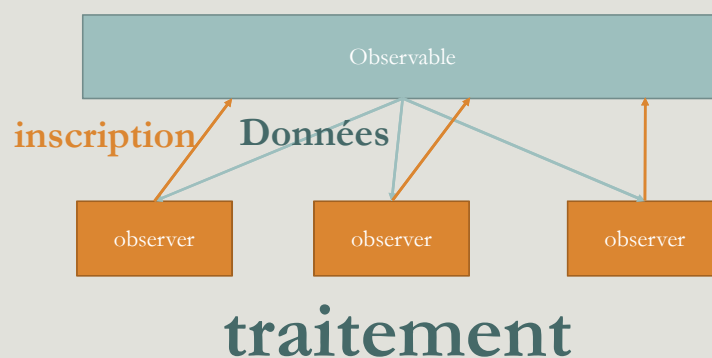 Observable
inscription Données
observer observer observer
traitement